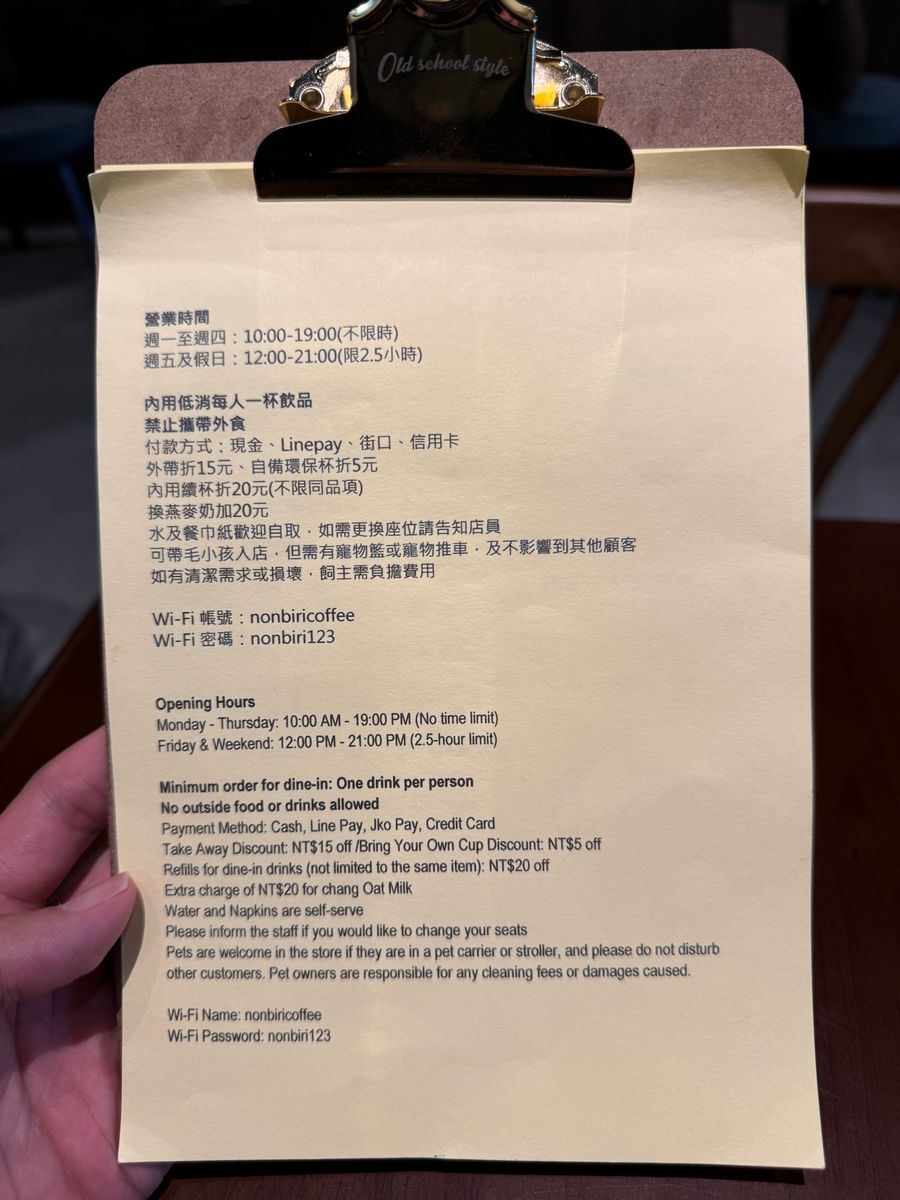 Old school style
營業時間
週一至週四：10:00-19:00(不限時)
週五及假日：12:00-21:00(限2.5小時)
內用低消每人一杯飲品
禁止攜帶外食
付款方式：現金、Linepay、街口、信用卡
外帶折15元、自備環保杯折5元
內用續杯折20元(不限同品項)
換燕麥奶加20元
水及餐巾紙歡迎自取，如需更換座位請告知店員
可帶毛小孩入店，但需有寵物籃或寵物推車，及不影響到其他顧客
如有清潔需求或損壞，飼主需負擔費用
Wi-Fi 帳號：nonbiricoffee
Wi-Fi 密碼：nonbiri123
Opening Hours
Monday - Thursday: 10:00 AM - 19:00 PM (No time limit)
Friday & Weekend: 12:00 PM - 21:00 PM (2.5-hour limit)
Minimum order for dine-in: One drink per person
No outside food or drinks allowed
Payment Method: Cash, Line Pay, Jko Pay, Credit Card
Take Away Discount: NT$15 off /Bring Your Own Cup Discount: NT$5 off
Refills for dine-in drinks (not limited to the same item): NT$20 off
Extra charge of NT$20 for chang Oat Milk
Water and Napkins are self-serve
Please inform the staff if you would like to change your seats
Pets are welcome in the store if they are in a pet carrier or stroller, and please do not disturb
other customers. Pet owners are responsible for any cleaning fees or damages caused.
Wi-Fi Name: nonbiricoffee
Wi-Fi Password: nonbiri123